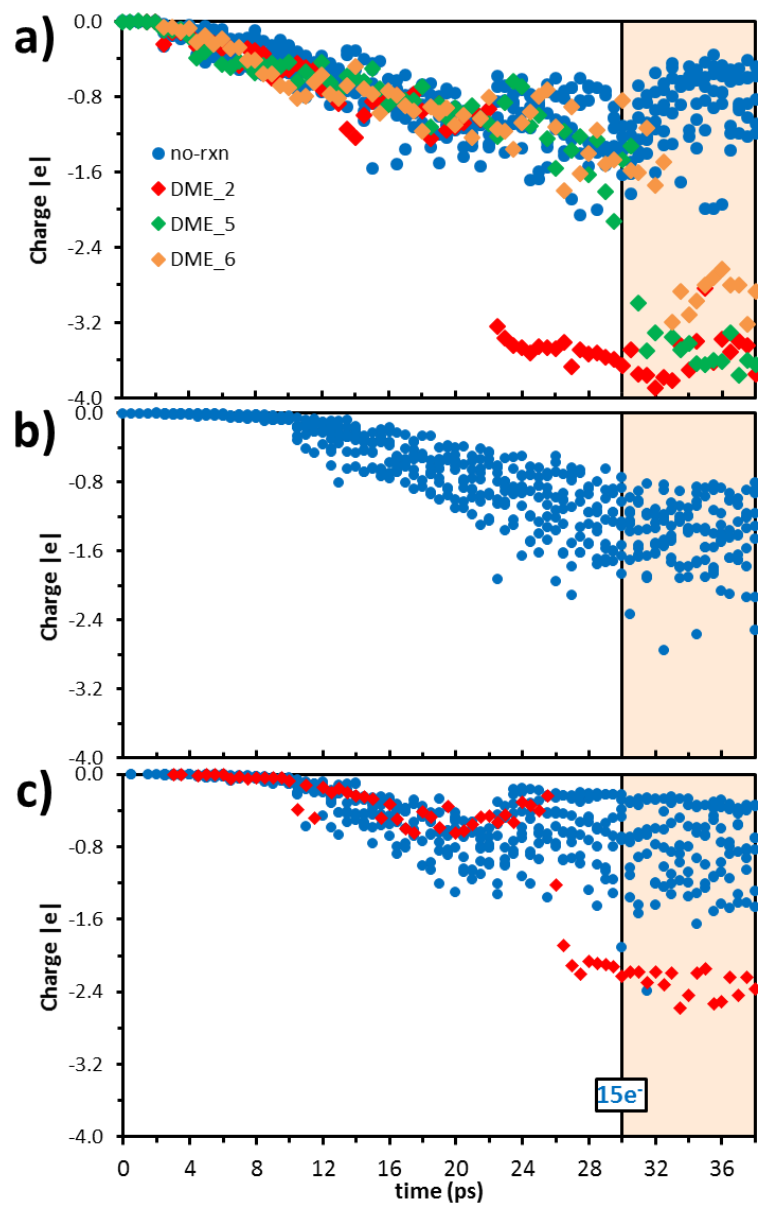 a)
0.0
-0.8
-1.6
-2.4
-3.2
-4.0
Charge |e|
no-rxn
DME_2
DME_5
DME_6
b)
0.0
-0.8
-1.6
-2.4
-3.2
-4.0
Charge |e|
c)
0.0
-0.8
-1.6
-2.4
-3.2
-4.0
Charge |e|
15e⁻
0 4 8 12 16 20 24 28 32 36
time (ps)